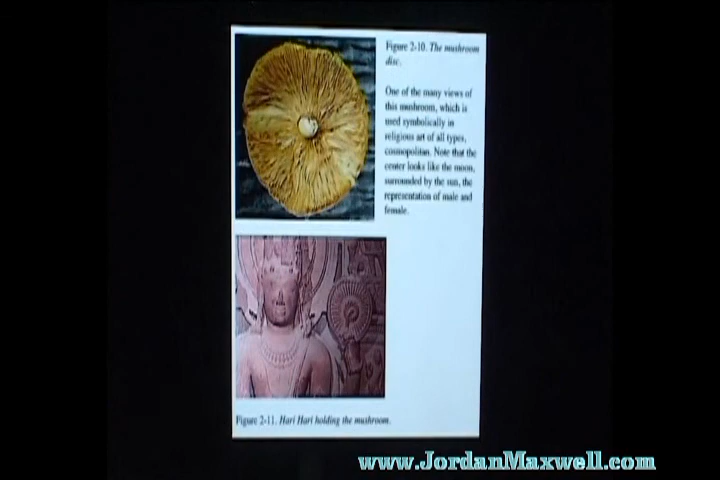 Figure 2-10. The mushroom
disc.
One of the many views of
this mushroom, which is
used symbolically in
religious art of all types,
cosmopolitan. Note that the
center looks like the moon,
surrounded by the sun, the
representation of male and
female.
Figure 2-11. Hari Hari holding the mushroom.
www.JordanMaxwell.com